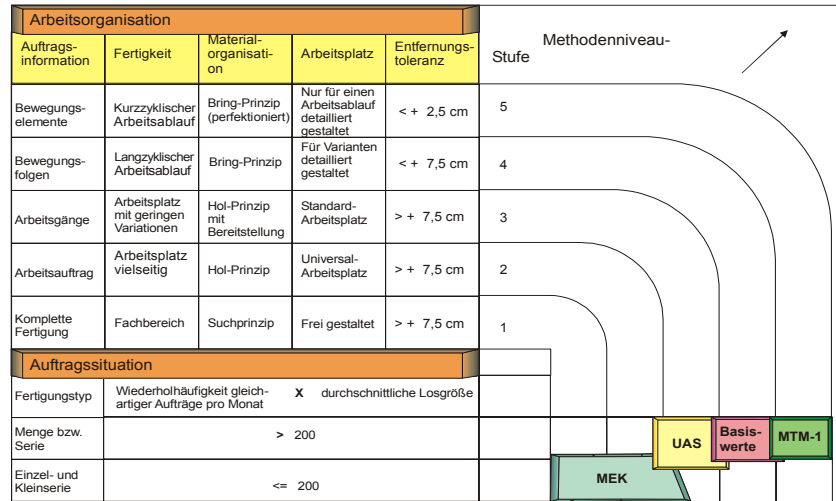 Arbeitsorganisation
Auftrags-
information
Fertigkeit
Material-
organisati-
on
Arbeitsplatz
Entfernungs-
toleranz
Stufe
Methodenniveau-
Bewegungs-
elemente
Kurzzyklischer
Arbeitsablauf
Bring-Prinzip
(perfektioniert)
Nur für einen
Arbeitsablauf
detailliert
gestaltet
< + 2,5 cm
5
Bewegungs-
folgen
Langzyklischer
Arbeitsablauf
Bring-Prinzip
Für Varianten
detailliert
gestaltet
< + 7,5 cm
4
Arbeitsgänge
Arbeitsplatz
mit geringen
Variationen
Hol-Prinzip
mit
Bereitstellung
Standard-
Arbeitsplatz
> + 7,5 cm
3
Arbeitsauftrag
Arbeitsplatz
vielseitig
Hol-Prinzip
Universal-
Arbeitsplatz
> + 7,5 cm
2
Komplette
Fertigung
Fachbereich
Suchprinzip
Frei gestaltet
> + 7,5 cm
1
Auftragssituation
Fertigungstyp
Wiederholhäufigkeit gleich-
artiger Aufträge pro Monat
X durchschnittliche Losgröße
Menge bzw.
Serie
> 200
UAS
Basis-
werte
MTM-1
Einzel- und
Kleinserie
<= 200
MEK